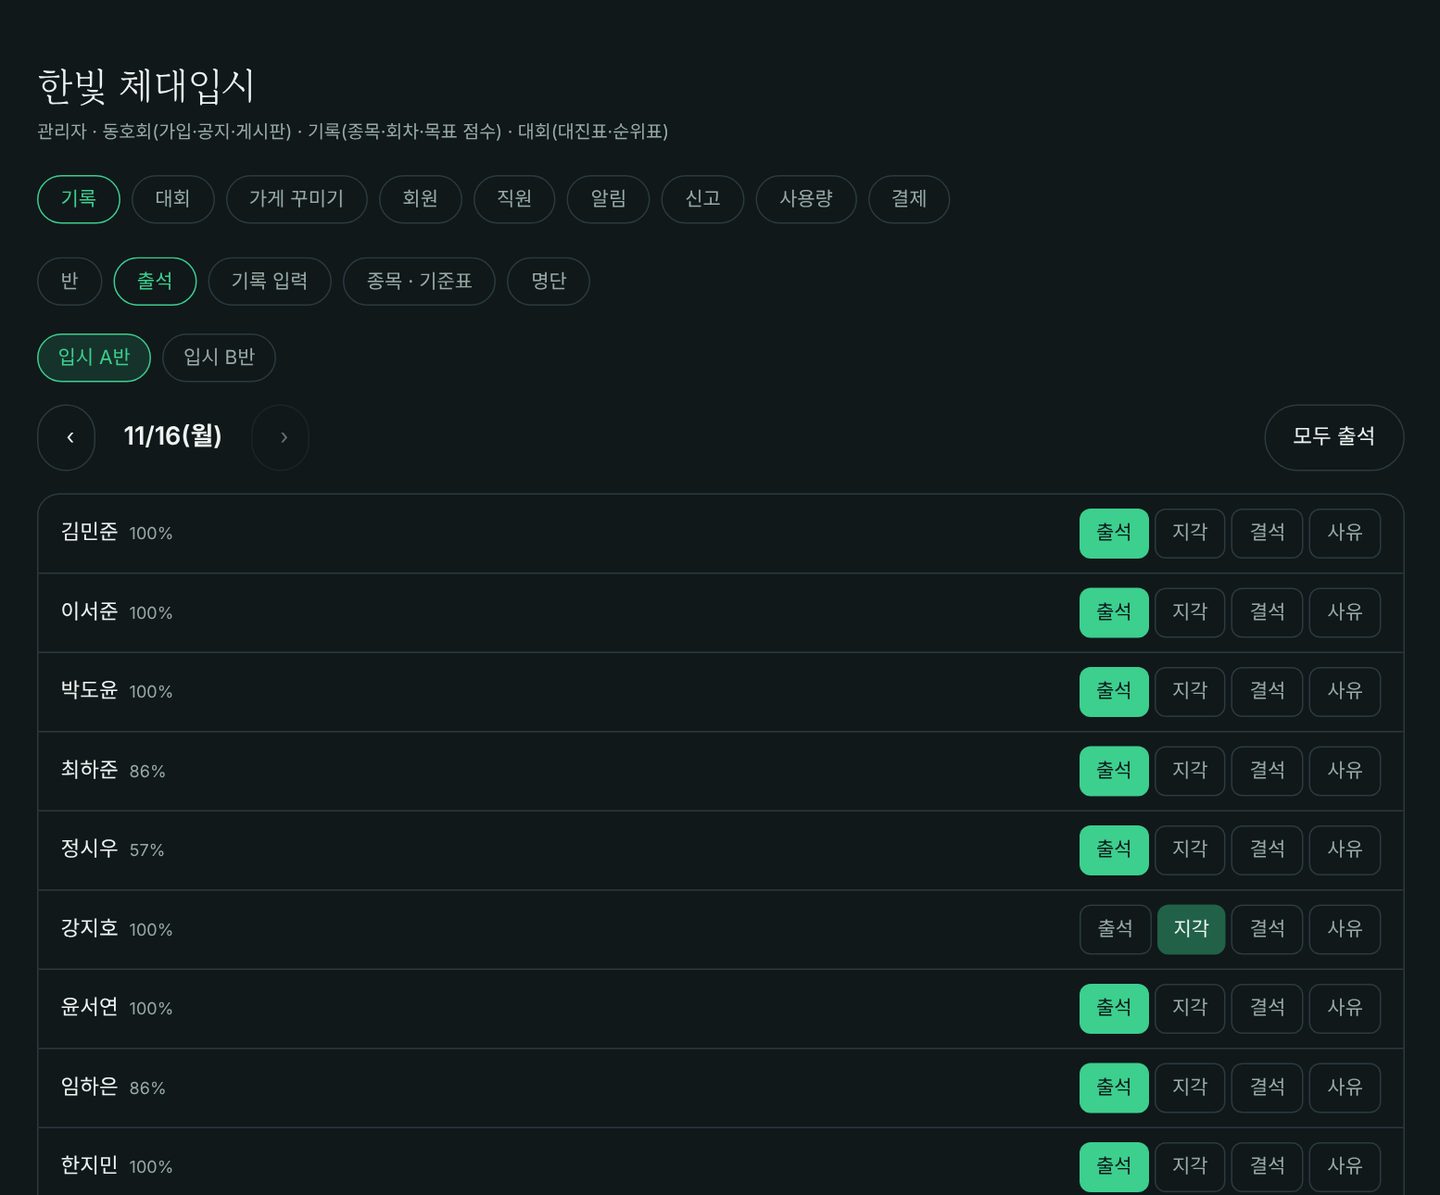 한빛 체대입시
관리자 · 동호회(가입·공지·게시판) · 기록(종목·회차·목표 점수) · 대회(대진표·순위표)
기록 대회 가게 꾸미기 회원 직원 알림 신고 사용량 결제
반 출석 기록 입력 종목 · 기준표 명단
입시 A반 입시 B반
‹ 11/16(월) › 모두 출석
김민준 100% 출석 지각 결석 사유
이서준 100% 출석 지각 결석 사유
박도윤 100% 출석 지각 결석 사유
최하준 86% 출석 지각 결석 사유
정시우 57% 출석 지각 결석 사유
강지호 100% 출석 지각 결석 사유
윤서연 100% 출석 지각 결석 사유
임하은 86% 출석 지각 결석 사유
한지민 100% 출석 지각 결석 사유